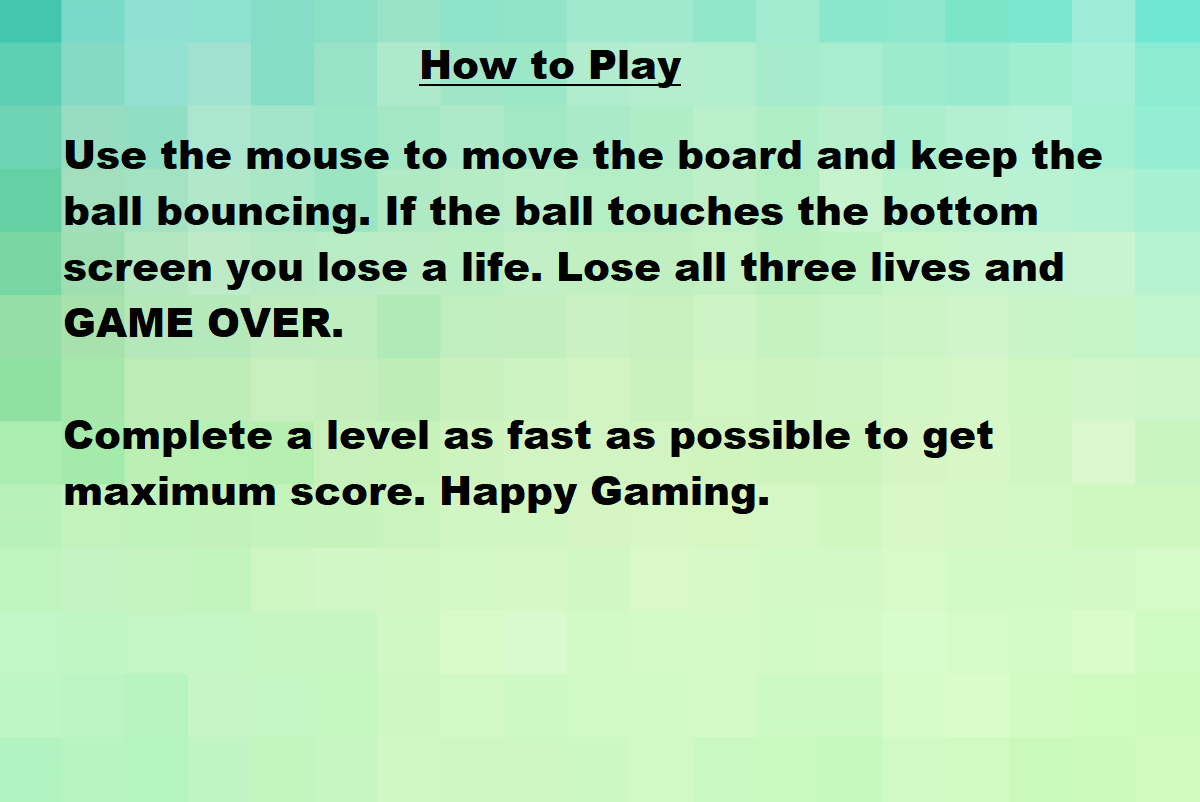 How to Play
Use the mouse to move the board and keep the
ball bouncing. If the ball touches the bottom
screen you lose a life. Lose all three lives and
GAME OVER.
Complete a level as fast as possible to get
maximum score. Happy Gaming.